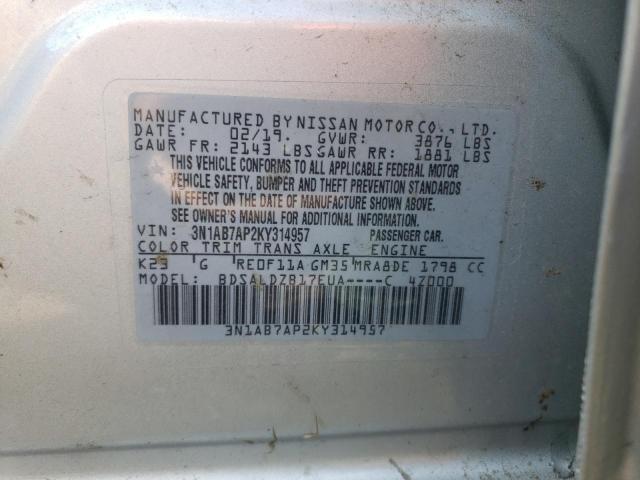 MANUFACTURED BY NISSAN MOTOR CO., LTD.
DATE: 02/19. GVWR: 3876 LBS
GAWR FR: 2143 LBS GAWR RR: 1881 LBS
THIS VEHICLE CONFORMS TO ALL APPLICABLE FEDERAL MOTOR
VEHICLE SAFETY, BUMPER AND THEFT PREVENTION STANDARDS
IN EFFECT ON THE DATE OF MANUFACTURE SHOWN ABOVE.
SEE OWNER'S MANUAL FOR ADDITIONAL INFORMATION.
VIN: 3N1AB7AP2KY314957 PASSENGER CAR.
COLOR TRIM TRANS AXLE ENGINE
K23 G RE0F11A GM35 MRA8DE 1798 CC
MODEL: BDSALDZB17EUA----C 4Z000
3N1AB7AP2KY314957